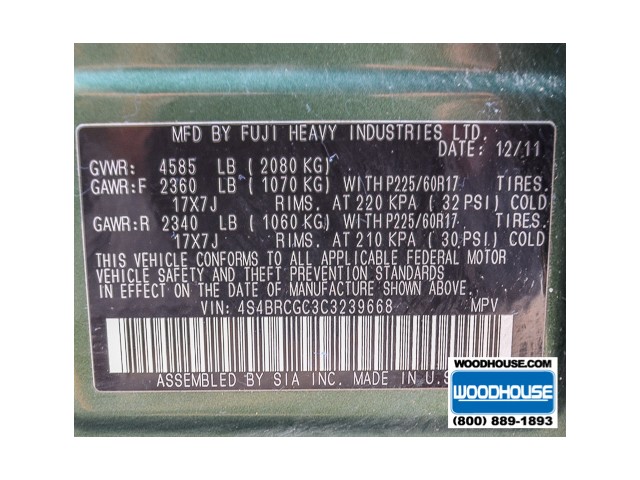 MFD BY FUJI HEAVY INDUSTRIES LTD.
DATE: 12/11
GVWR: 4585 LB (2080 KG)
GAWR:F 2360 LB (1070 KG) WITH P225/60R17 TIRES.
17X7J RIMS. AT 220 KPA (32 PSI) COLD
GAWR:R 2340 LB (1060 KG) WITH P225/60R17 TIRES.
17X7J RIMS. AT 210 KPA (30 PSI) COLD
THIS VEHICLE CONFORMS TO ALL APPLICABLE FEDERAL MOTOR
VEHICLE SAFETY AND THEFT PREVENTION STANDARDS
IN EFFECT ON THE DATE OF MANUFACTURE SHOWN ABOVE.
VIN: 4S4BRCGC3C3239668 MPV
ASSEMBLED BY SIA INC. MADE IN U.S
WOODHOUSE.COM
WOODHOUSE
(800) 889-1893